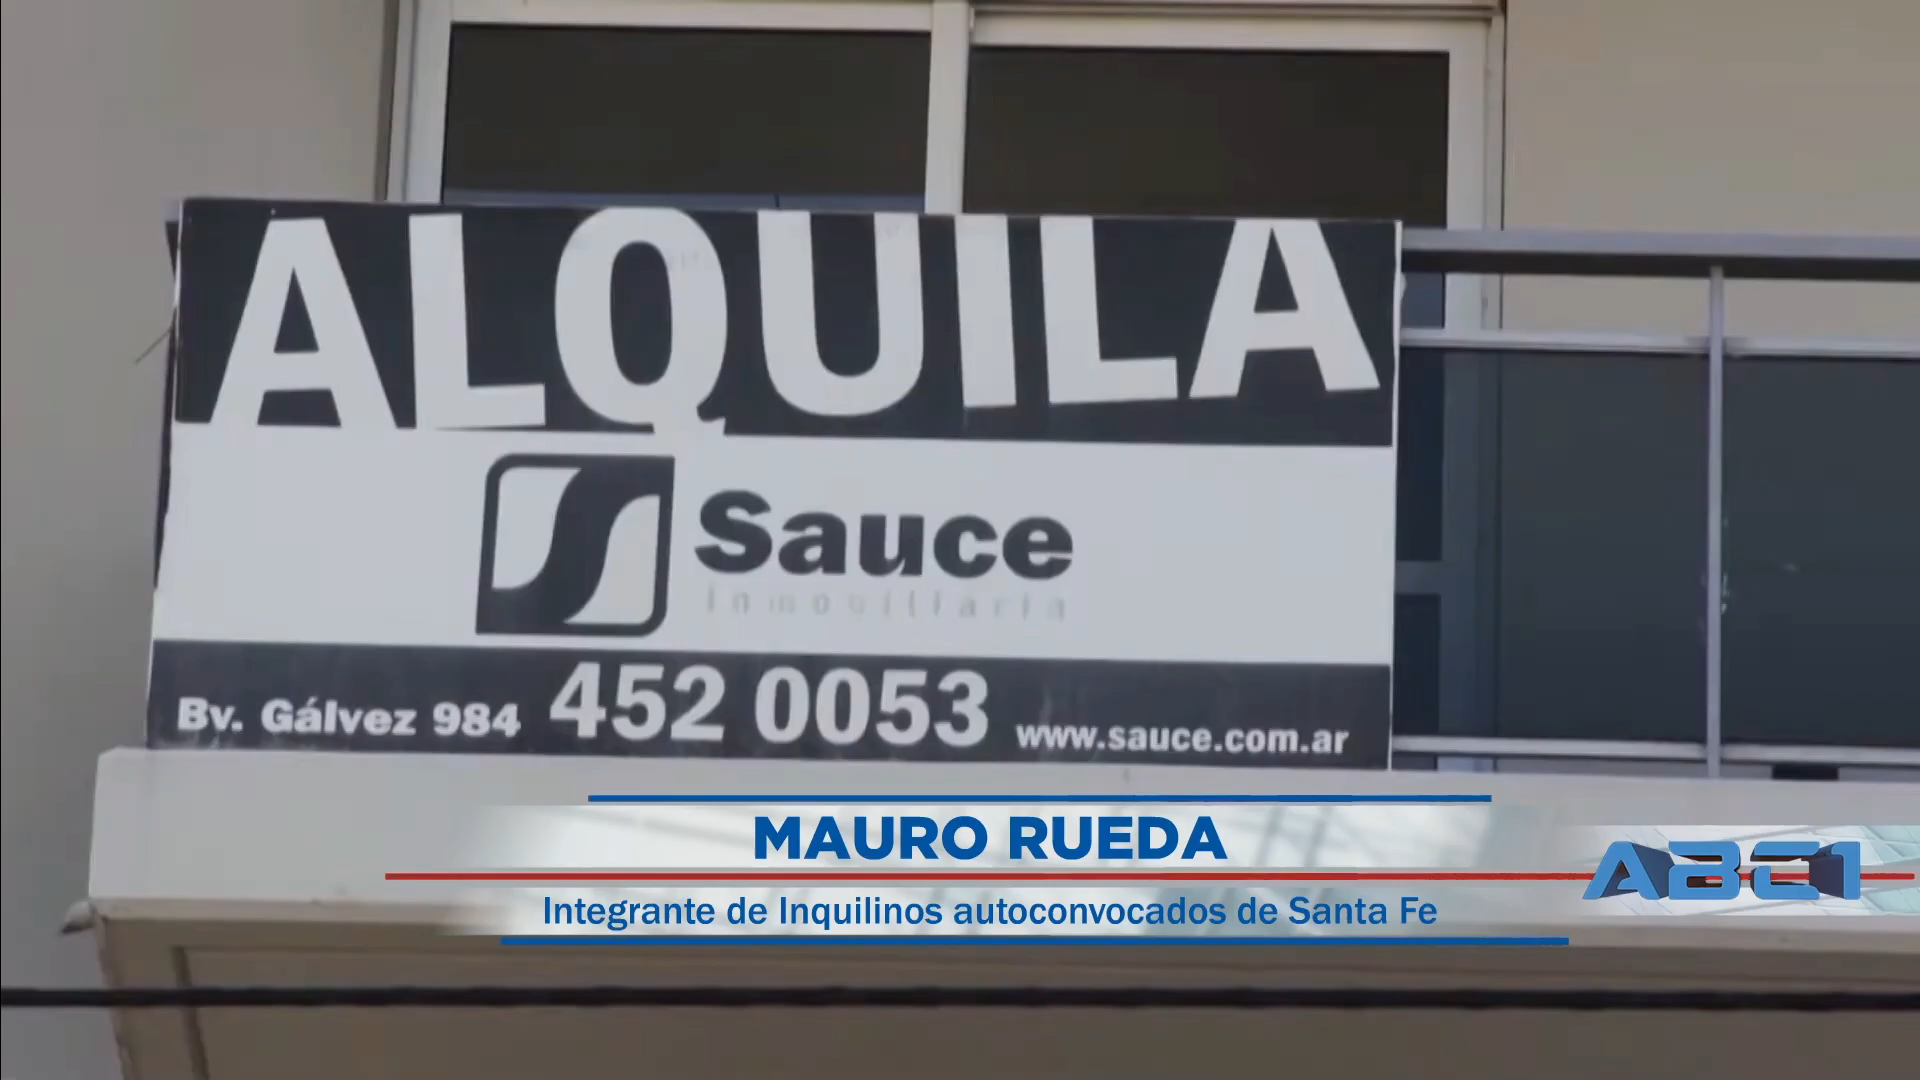 ALQUILA
Sauce
inmobiliaria
Bv. Gálvez 984 452 0053 www.sauce.com.ar
MAURO RUEDA
ABC1
Integrante de Inquilinos autoconvocados de Santa Fe